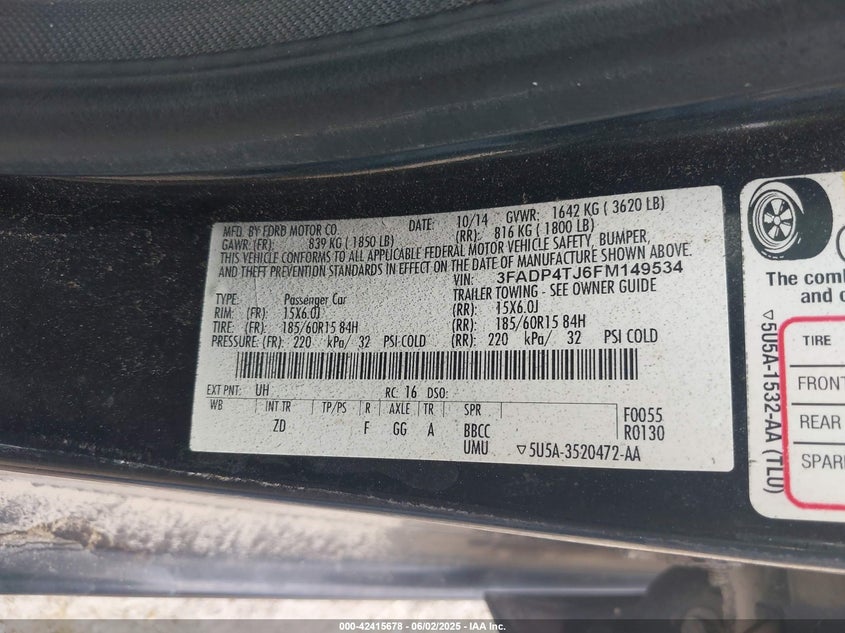 MFD. BY FORD MOTOR CO. DATE: 10/14 GVWR: 1642 KG ( 3620 LB)
GAWR: (FR): 839 KG ( 1850 LB) (RR): 816 KG ( 1800 LB)
THIS VEHICLE CONFORMS TO ALL APPLICABLE FEDERAL MOTOR VEHICLE SAFETY, BUMPER,
AND THEFT PREVENTION STANDARDS IN EFFECT ON THE DATE OF MANUFACTURE SHOWN ABOVE.
VIN: 3FADP4TJ6FM149534
TRAILER TOWING - SEE OWNER GUIDE
TYPE: Passenger Car
RIM: (FR): 15X6.0J (RR): 15X6.0J
TIRE: (FR): 185/60R15 84H (RR): 185/60R15 84H
PRESSURE: (FR): 220 kPa/ 32 PSI COLD (RR): 220 kPa/ 32 PSI COLD
EXT PNT: UH RC: 16 DSO:
WB INT TR TP/PS R AXLE TR SPR F0055
ZD F GG A BBCC R0130
UMU ▽5U5A-3520472-AA
The comb
and c
▽5U5A-1532-AA (TLU)
TIRE
FRONT
REAR
SPARE
000-42415678 - 06/02/2025 - IAA Inc.